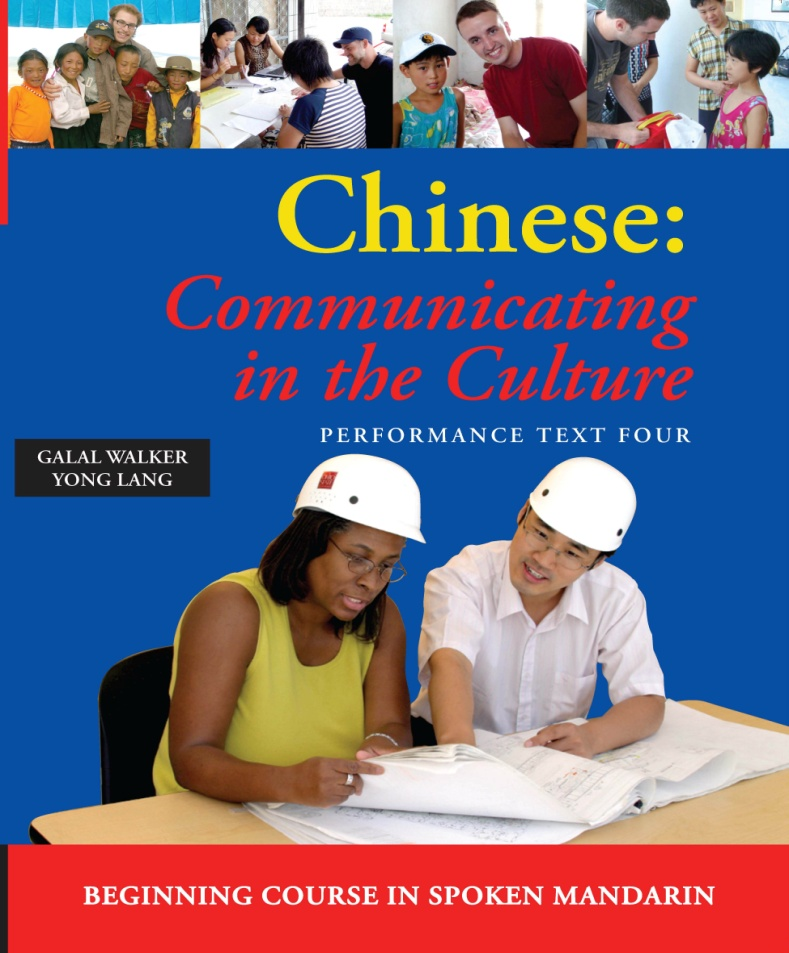 Chinese:
Communicating
in the Culture
PERFORMANCE TEXT FOUR
GALAL WALKER
YONG LANG
BEGINNING COURSE IN SPOKEN MANDARIN